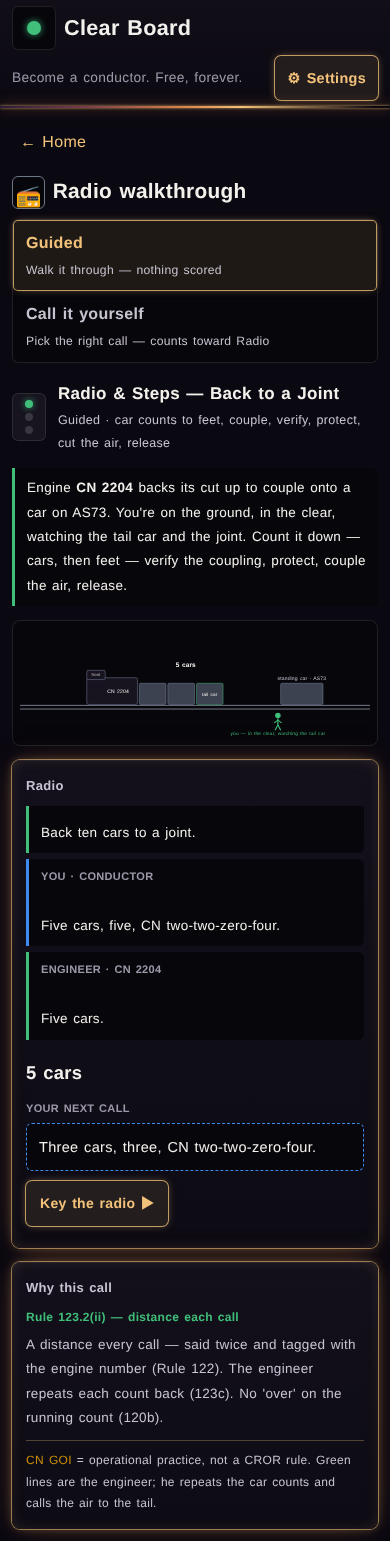 Clear Board
Become a conductor. Free, forever.
⚙ Settings
← Home
Radio walkthrough
Guided
Walk it through — nothing scored
Call it yourself
Pick the right call — counts toward Radio
Radio & Steps — Back to a Joint
Guided · car counts to feet, couple, verify, protect,
cut the air, release
Engine CN 2204 backs its cut up to couple onto a
car on AS73. You're on the ground, in the clear,
watching the tail car and the joint. Count it down —
cars, then feet — verify the coupling, protect, couple
the air, release.
5 cars
CN 2204
tail car
standing car · AS73
you — in the clear, watching the tail car
Radio
Back ten cars to a joint.
YOU · CONDUCTOR
Five cars, five, CN two-two-zero-four.
ENGINEER · CN 2204
Five cars.
5 cars
YOUR NEXT CALL
Three cars, three, CN two-two-zero-four.
Key the radio ▶
Why this call
Rule 123.2(ii) — distance each call
A distance every call — said twice and tagged with
the engine number (Rule 122). The engineer
repeats each count back (123c). No 'over' on the
running count (120b).
CN GOI = operational practice, not a CROR rule. Green
lines are the engineer; he repeats the car counts and
calls the air to the tail.